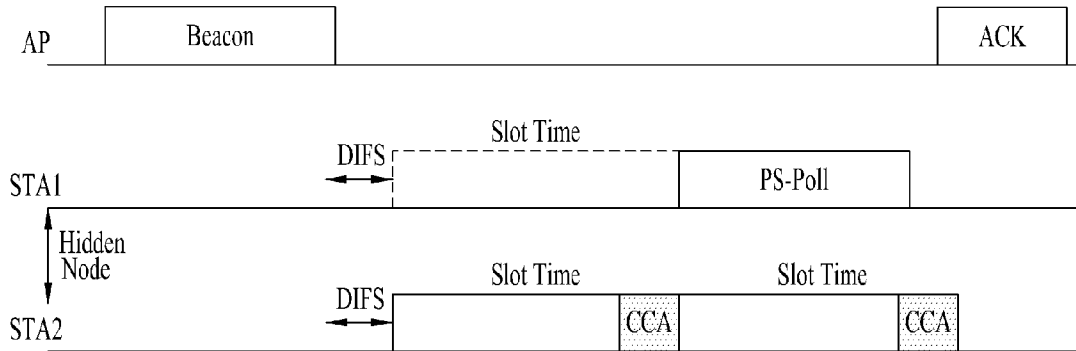 AP
Beacon
ACK
Slot Time
DIFS
PS-Poll
STA1
Hidden
Node
Slot Time
Slot Time
DIFS
CCA
CCA
STA2